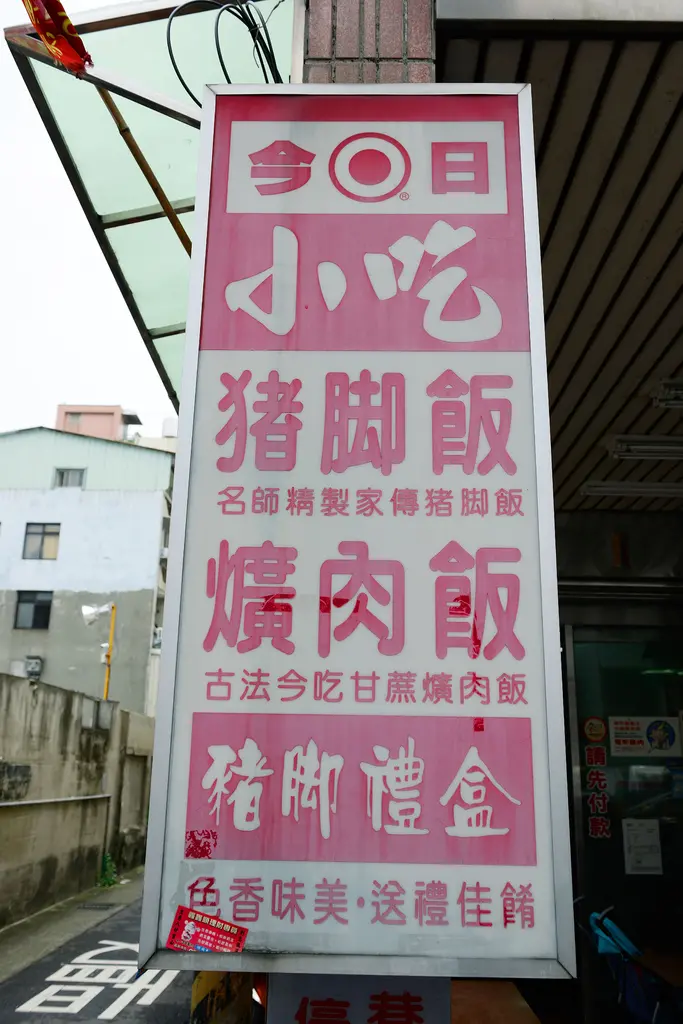 今日®
小吃
猪脚飯
名師精製家傳猪脚飯
爌肉飯
古法今吃甘蔗爌肉飯
豬脚禮盒
色香味美·送禮佳餚
請先付款
停巷